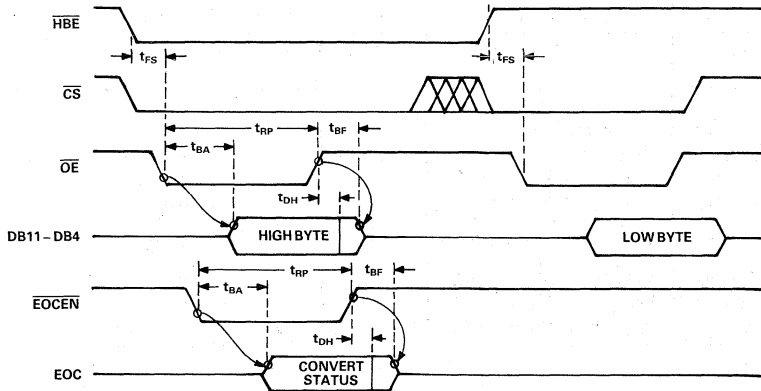 HBE
tFS
tFS
CS
tRP
tBF
tBA
OE
tDH
DB11 – DB4
HIGH BYTE
LOW BYTE
tRP
tBF
tBA
EOCEN
tDH
EOC
CONVERT
STATUS